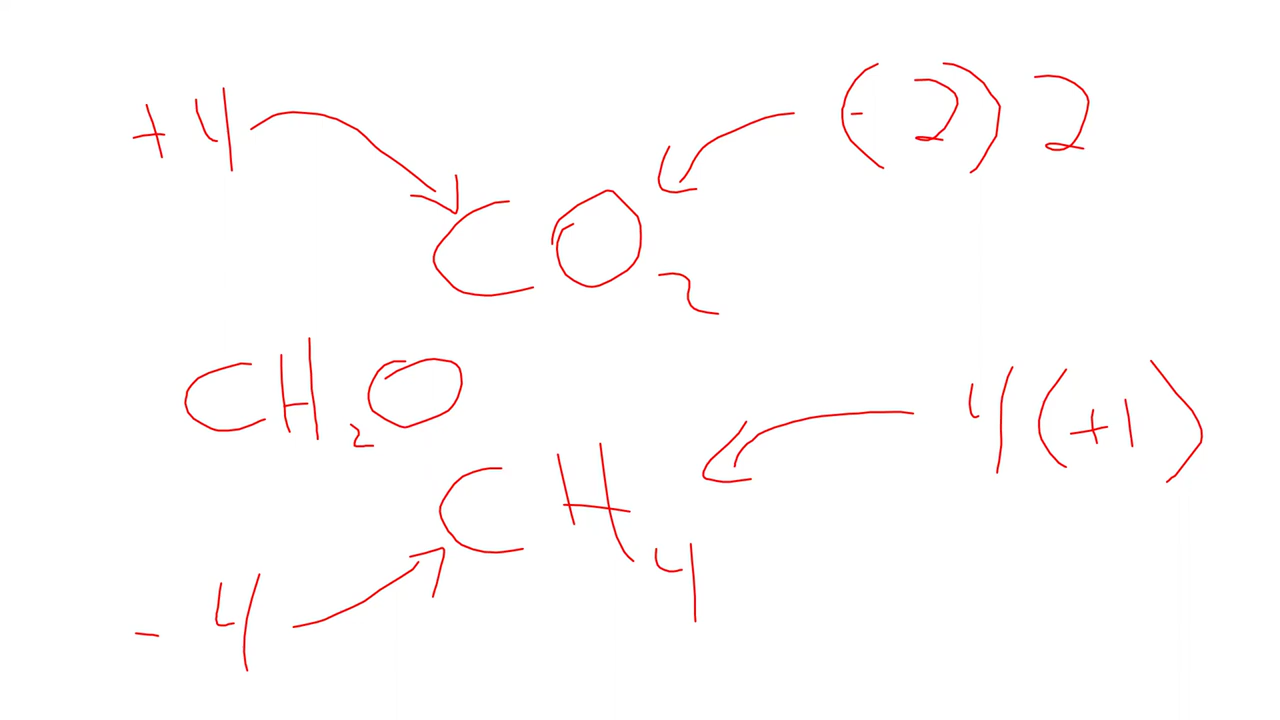 +4 (-2)2
CO₂
CH₂O
4(+1)
CH₄
-4